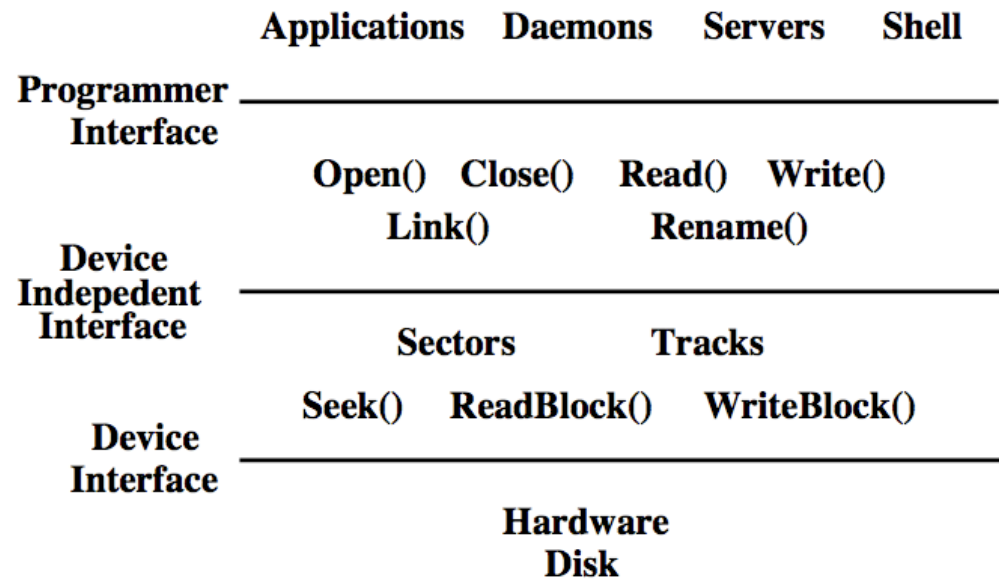 Applications Daemons Servers Shell
Programmer
Interface
Open() Close() Read() Write()
Link() Rename()
Device
Indepedent
Interface
Sectors Tracks
Seek() ReadBlock() WriteBlock()
Device
Interface
Hardware
Disk